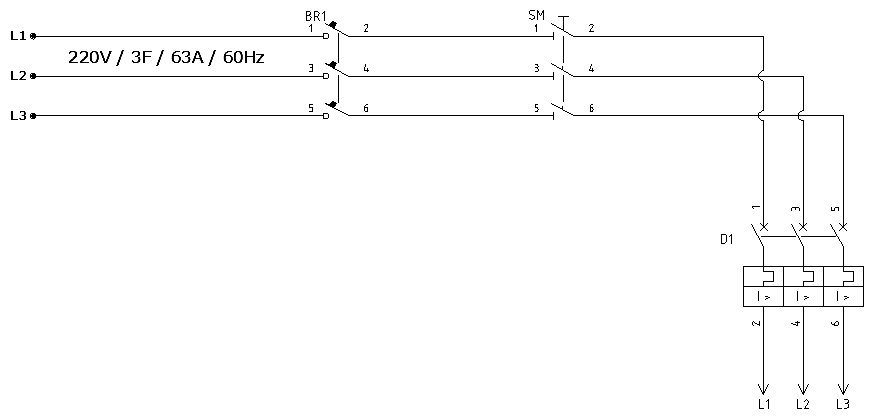 BR1 SM
L1 1 2 1 2
220V / 3F / 63A / 60Hz
L2 3 4 3 4
L3 5 6 5 6
1 3 5
D1
I > I > I >
2 4 6
L1 L2 L3